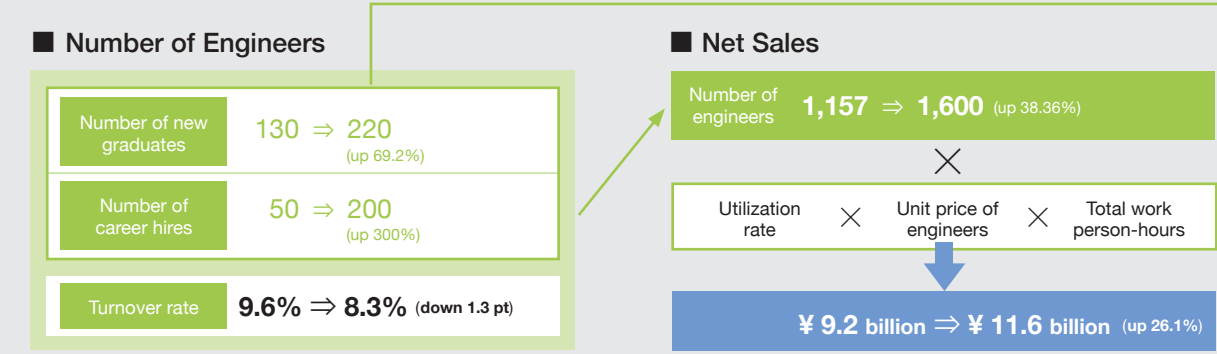 ■ Number of Engineers
Number of new
graduates
130 ⇒ 220
(up 69.2%)
Number of
career hires
50 ⇒ 200
(up 300%)
Turnover rate
9.6% ⇒ 8.3% (down 1.3 pt)
■ Net Sales
Number of
engineers
1,157 ⇒ 1,600 (up 38.36%)
×
Utilization
rate
×
Unit price of
engineers
×
Total work
person-hours
¥ 9.2 billion ⇒ ¥ 11.6 billion (up 26.1%)